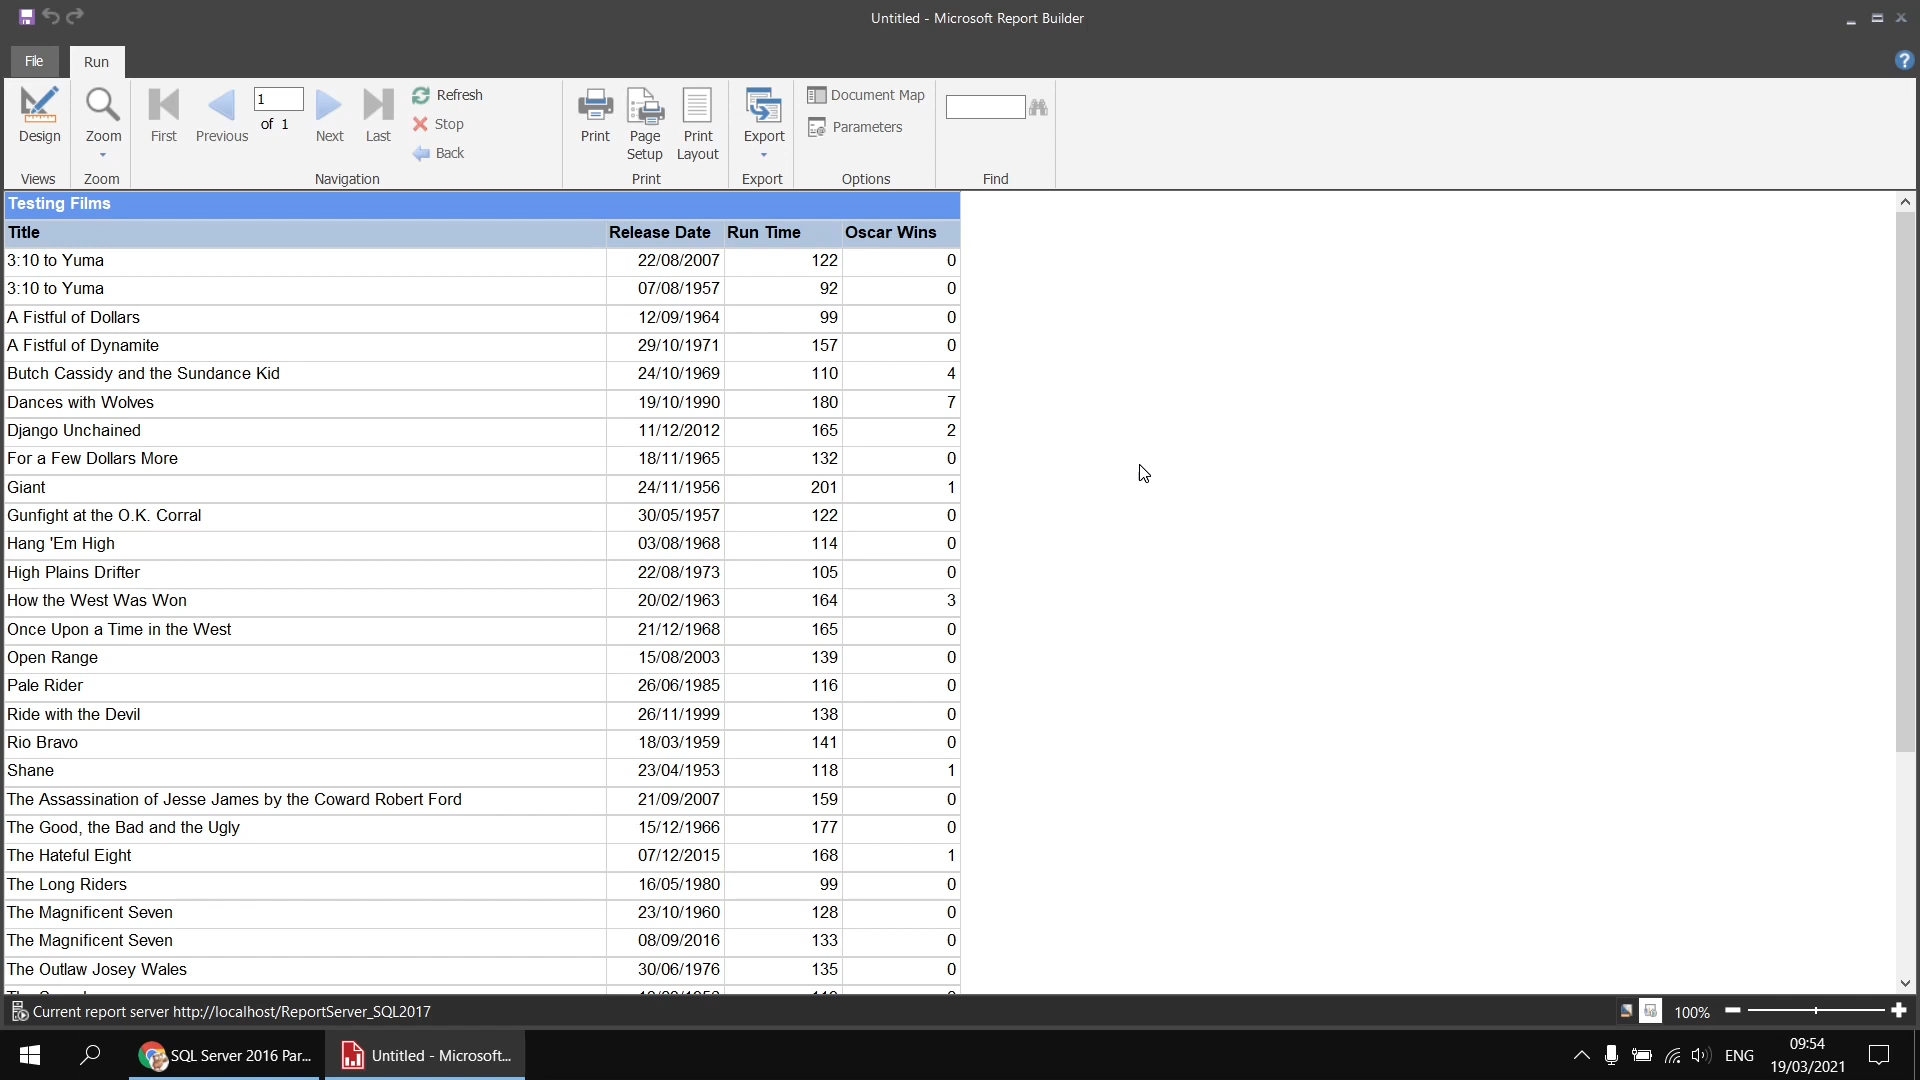 Untitled - Microsoft Report Builder
File Run
Design Zoom First Previous 1 of 1 Next Last Refresh Stop Back Print Page Setup Print Layout Export Document Map Parameters
Views Zoom Navigation Print Export Options Find
Testing Films
Title Release Date Run Time Oscar Wins
3:10 to Yuma 22/08/2007 122 0
3:10 to Yuma 07/08/1957 92 0
A Fistful of Dollars 12/09/1964 99 0
A Fistful of Dynamite 29/10/1971 157 0
Butch Cassidy and the Sundance Kid 24/10/1969 110 4
Dances with Wolves 19/10/1990 180 7
Django Unchained 11/12/2012 165 2
For a Few Dollars More 18/11/1965 132 0
Giant 24/11/1956 201 1
Gunfight at the O.K. Corral 30/05/1957 122 0
Hang 'Em High 03/08/1968 114 0
High Plains Drifter 22/08/1973 105 0
How the West Was Won 20/02/1963 164 3
Once Upon a Time in the West 21/12/1968 165 0
Open Range 15/08/2003 139 0
Pale Rider 26/06/1985 116 0
Ride with the Devil 26/11/1999 138 0
Rio Bravo 18/03/1959 141 0
Shane 23/04/1953 118 1
The Assassination of Jesse James by the Coward Robert Ford 21/09/2007 159 0
The Good, the Bad and the Ugly 15/12/1966 177 0
The Hateful Eight 07/12/2015 168 1
The Long Riders 16/05/1980 99 0
The Magnificent Seven 23/10/1960 128 0
The Magnificent Seven 08/09/2016 133 0
The Outlaw Josey Wales 30/06/1976 135 0
Current report server http://localhost/ReportServer_SQL2017 100%
SQL Server 2016 Par... Untitled - Microsoft... ENG 09:54
19/03/2021